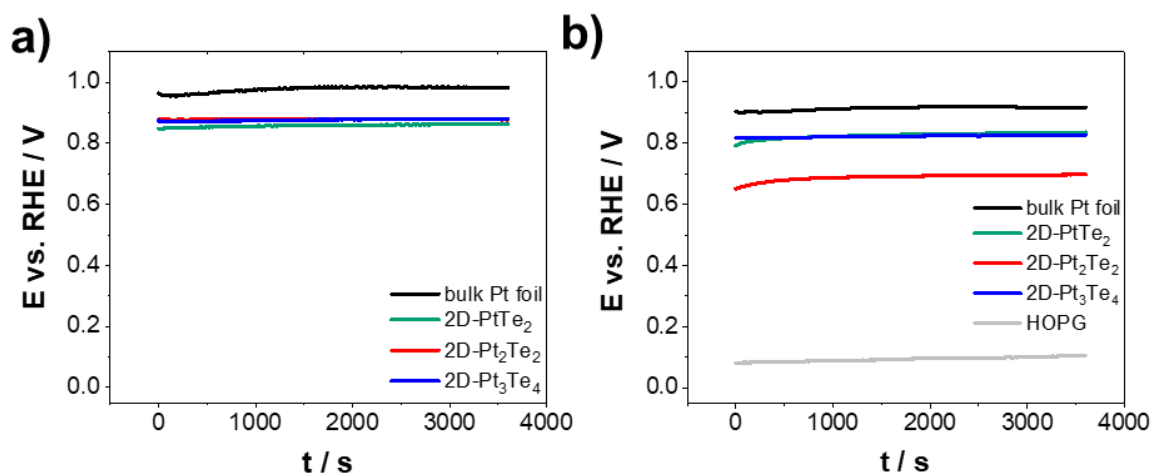 a)
E vs. RHE / V
1.0
0.8
0.6
0.4
0.2
0.0
bulk Pt foil
2D-PtTe₂
2D-Pt₂Te₂
2D-Pt₃Te₄
0 1000 2000 3000 4000
t / s
b)
E vs. RHE / V
1.0
0.8
0.6
0.4
0.2
0.0
bulk Pt foil
2D-PtTe₂
2D-Pt₂Te₂
2D-Pt₃Te₄
HOPG
0 1000 2000 3000 4000
t / s